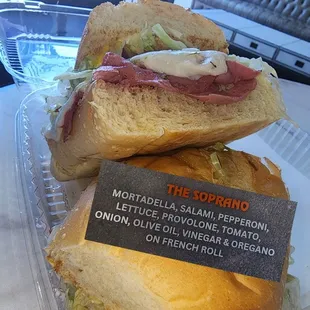 THE SOPRANO
MORTADELLA, SALAMI, PEPPERONI,
LETTUCE, PROVOLONE, TOMATO,
ONION, OLIVE OIL, VINEGAR & OREGANO
ON FRENCH ROLL